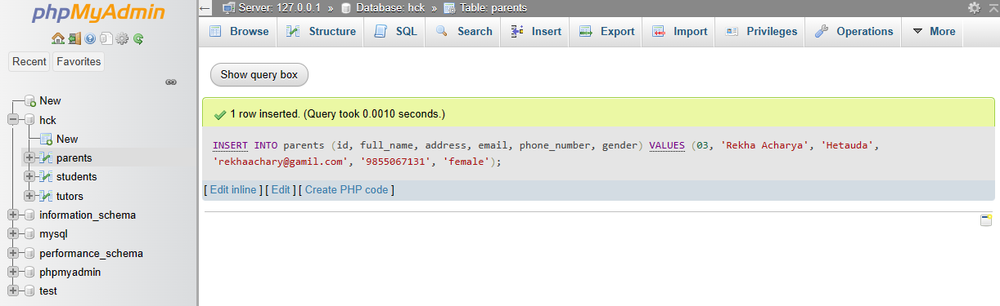 phpMyAdmin
Recent Favorites
New
hck
New
parents
students
tutors
information_schema
mysql
performance_schema
phpmyadmin
test
Server: 127.0.0.1 » Database: hck » Table: parents
Browse Structure SQL Search Insert Export Import Privileges Operations More
Show query box
1 row inserted. (Query took 0.0010 seconds.)
INSERT INTO parents (id, full_name, address, email, phone_number, gender) VALUES (03, 'Rekha Acharya', 'Hetauda',
'rekhaachary@gamil.com', '9855067131', 'female');
[ Edit inline ] [ Edit ] [ Create PHP code ]